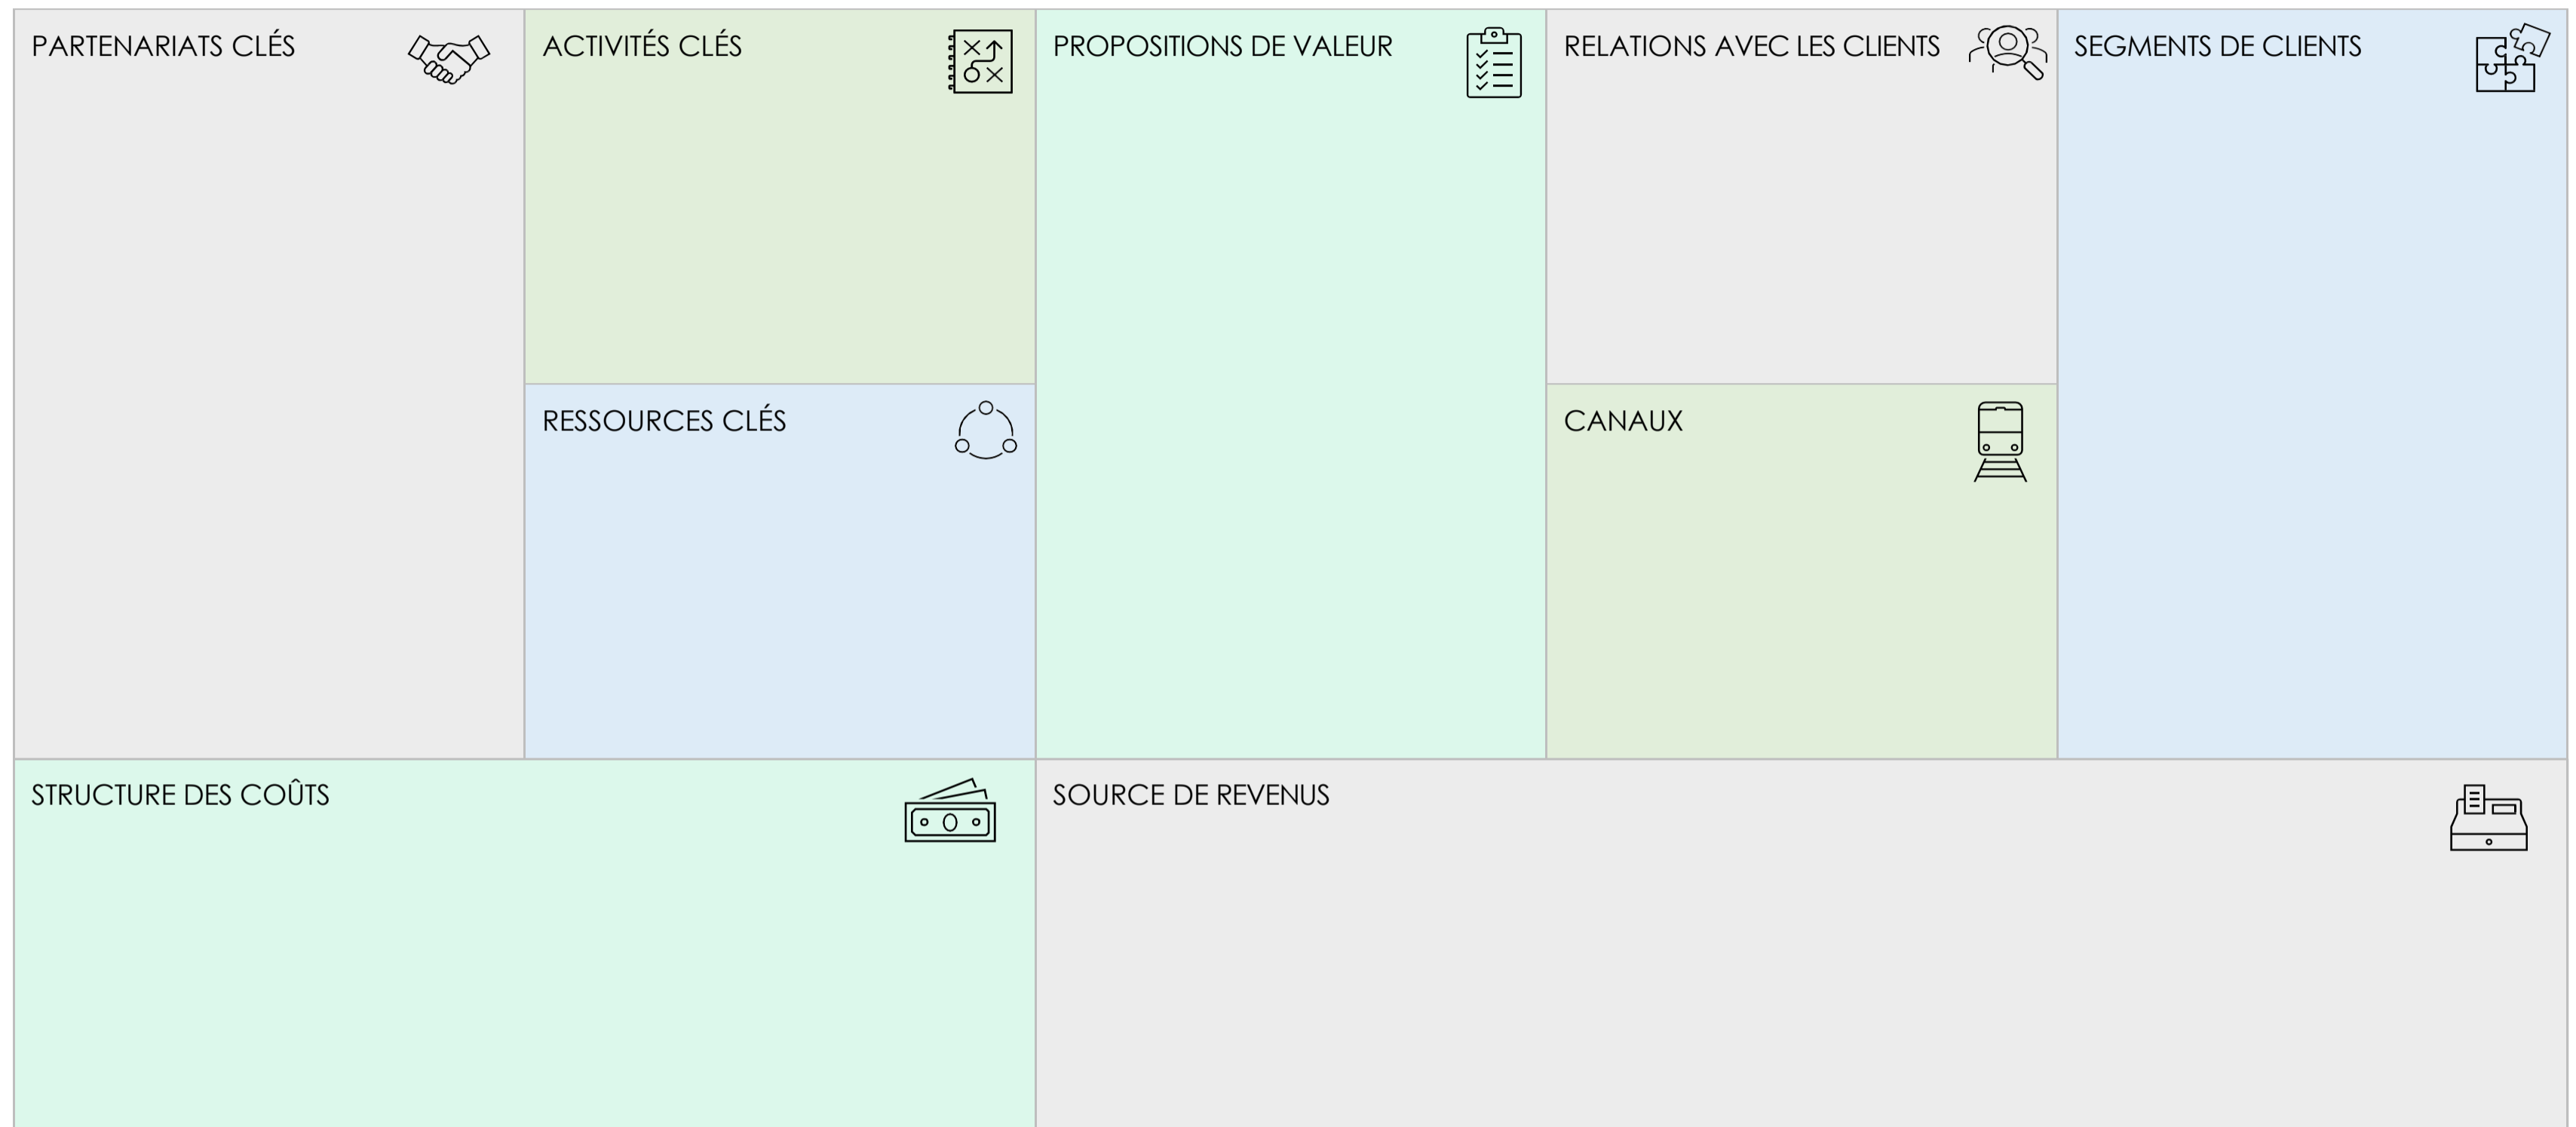 PARTENARIATS CLÉS
ACTIVITÉS CLÉS
PROPOSITIONS DE VALEUR
RELATIONS AVEC LES CLIENTS
SEGMENTS DE CLIENTS
RESSOURCES CLÉS
CANAUX
STRUCTURE DES COÛTS
SOURCE DE REVENUS